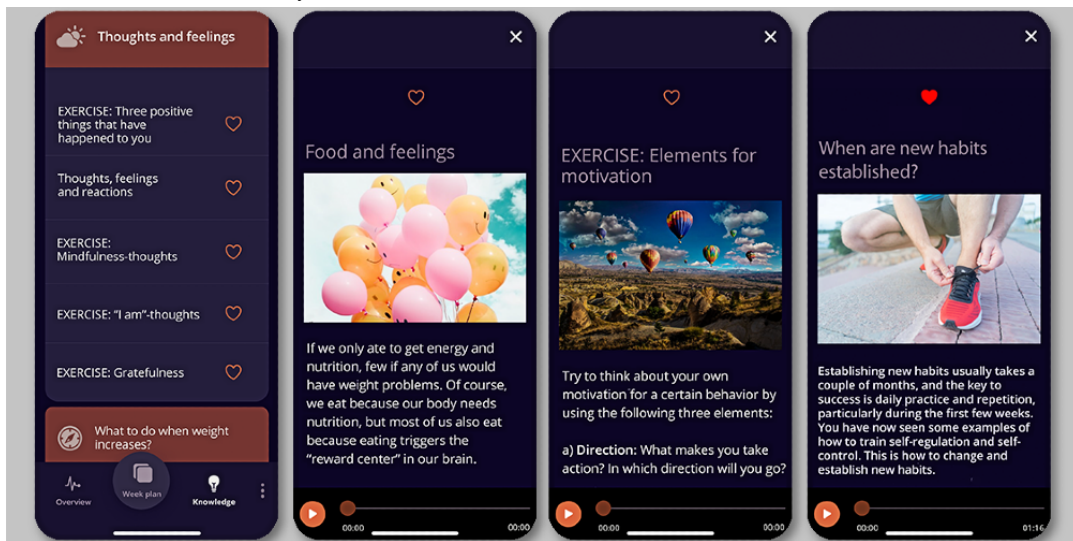 Thoughts and feelings
EXERCISE: Three positive
things that have
happened to you
Thoughts, feelings
and reactions
EXERCISE:
Mindfulness-thoughts
EXERCISE: "I am"-thoughts
EXERCISE: Gratefulness
What to do when weight
increases?
Overview
Week plan
Knowledge
Food and feelings
If we only ate to get energy and
nutrition, few if any of us would
have weight problems. Of course,
we eat because our body needs
nutrition, but most of us also eat
because eating triggers the
"reward center" in our brain.
00:00
00:00
EXERCISE: Elements for
motivation
Try to think about your own
motivation for a certain behavior by
using the following three elements:
a) Direction: What makes you take
action? In which direction will you go?
00:00
00:00
When are new habits
established?
Establishing new habits usually takes a
couple of months, and the key to
success is daily practice and repetition,
particularly during the first few weeks.
You have now seen some examples of
how to train self-regulation and self-
control. This is how to change and
establish new habits.
00:00
01:16